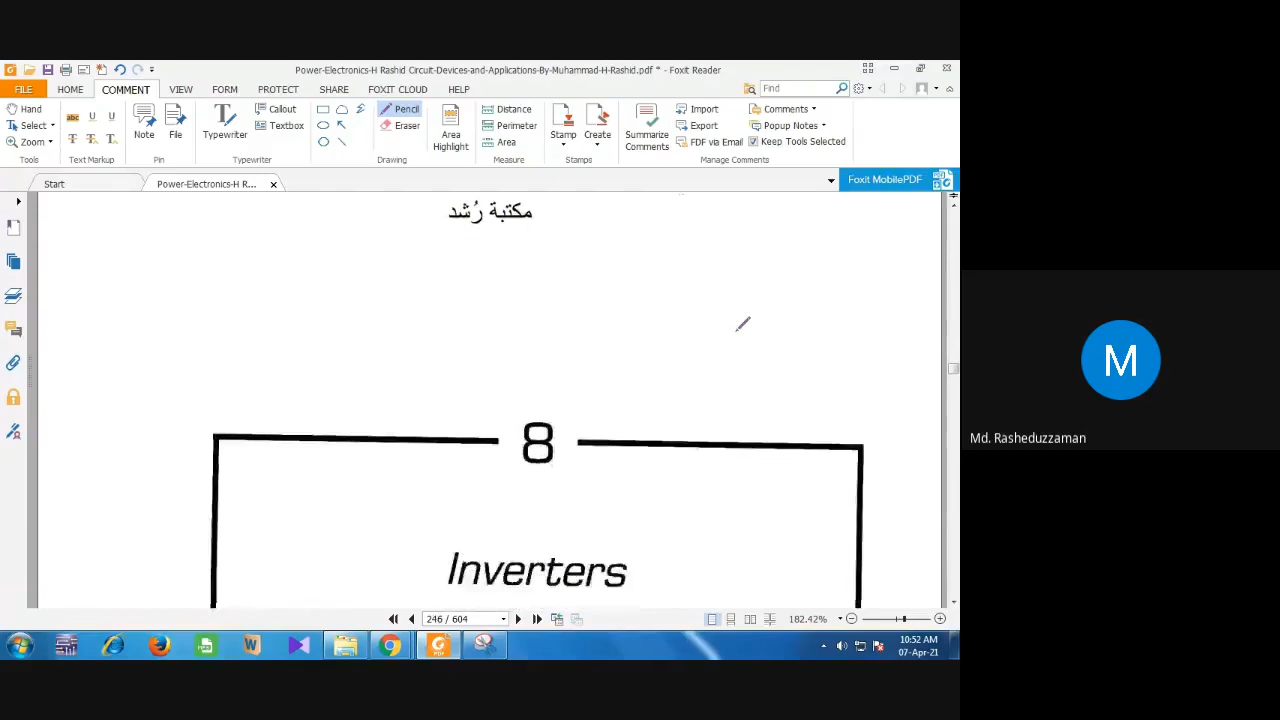 Power-Electronics-H Rashid Circuit-Devices-and-Applications-By-Muhammad-H-Rashid.pdf * - Foxit Reader
FILE HOME COMMENT VIEW FORM PROTECT SHARE FOXIT CLOUD HELP Find
Hand Select Zoom Tools
abc U U T T T Text Markup
Note File Pin
Typewriter Callout Textbox Typewriter
Pencil Eraser Area Highlight Drawing
Distance Perimeter Area Measure
Stamp Create Stamps
Summarize Comments Import Export FDF via Email Comments Popup Notes Keep Tools Selected Manage Comments
Start Power-Electronics-H R... Foxit MobilePDF
مكتبة رُشد
8
Inverters
246 / 604 182.42%
10:52 AM
07-Apr-21
M
Md. Rasheduzzaman